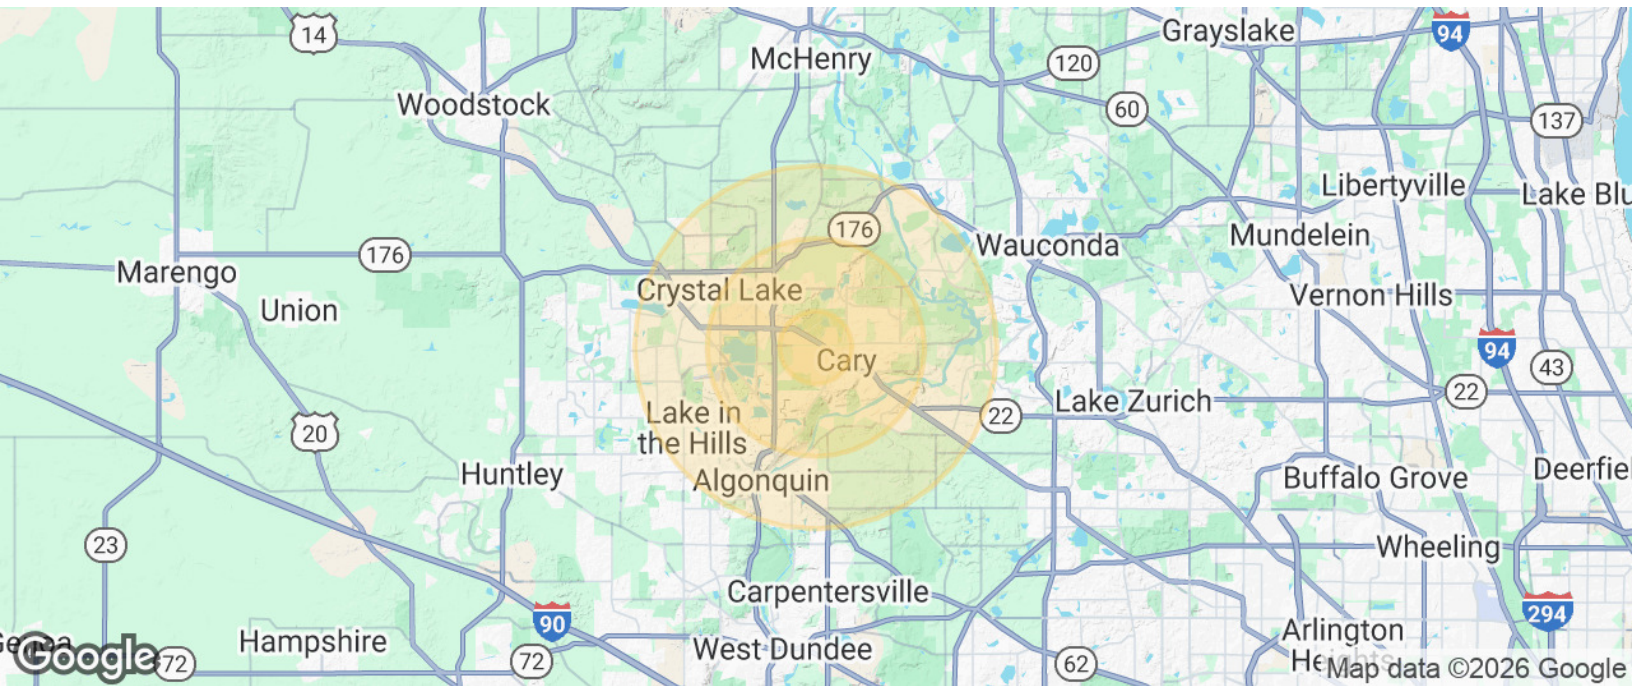 14
McHenry
Grayslake
94
120
Woodstock
60
137
Libertyville
Lake Blu
176
Wauconda
Mundelein
176
Marengo
Crystal Lake
Vernon Hills
Union
94
Cary
43
22
Lake Zurich
22
Lake in
the Hills
20
Algonquin
Huntley
Buffalo Grove
Deerfiel
23
Wheeling
Carpentersville
90
294
Hampshire
West Dundee
Arlington
Heights
72
72
62
Google
Map data ©2026 Google